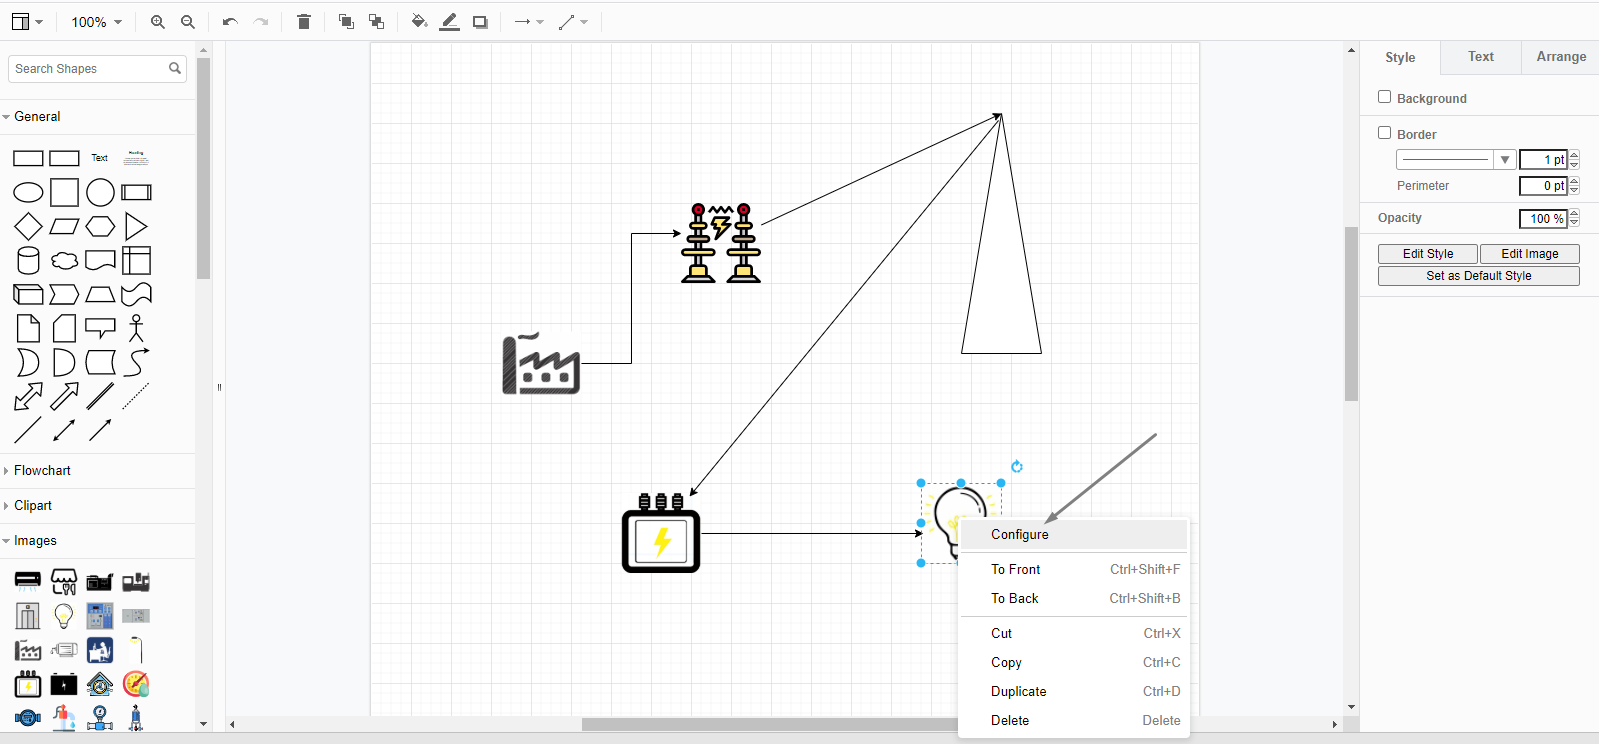 100%
Search Shapes
General
Text
Heading
Flowchart
Clipart
Images
Configure
To Front Ctrl+Shift+F
To Back Ctrl+Shift+B
Cut Ctrl+X
Copy Ctrl+C
Duplicate Ctrl+D
Delete Delete
Style Text Arrange
Background
Border
1 pt
Perimeter 0 pt
Opacity 100 %
Edit Style Edit Image
Set as Default Style